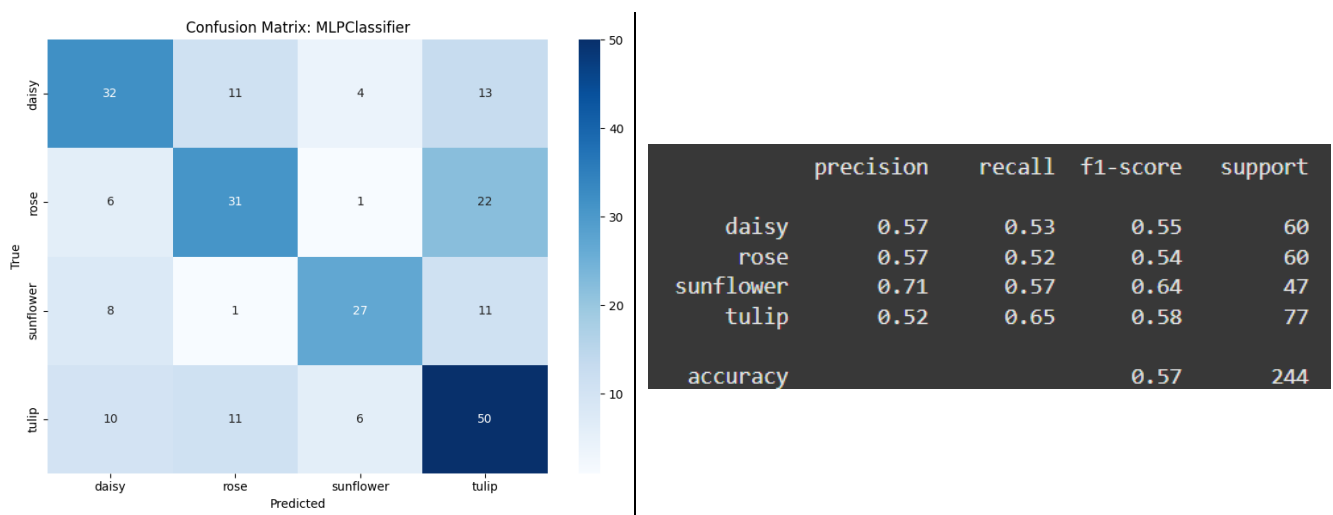 Confusion Matrix: MLPClassifier
daisy 32 11 4 13
rose 6 31 1 22
sunflower 8 1 27 11
tulip 10 11 6 50
True
daisy rose sunflower tulip
Predicted
50
40
30
20
10
precision recall f1-score support
daisy 0.57 0.53 0.55 60
rose 0.57 0.52 0.54 60
sunflower 0.71 0.57 0.64 47
tulip 0.52 0.65 0.58 77
accuracy 0.57 244